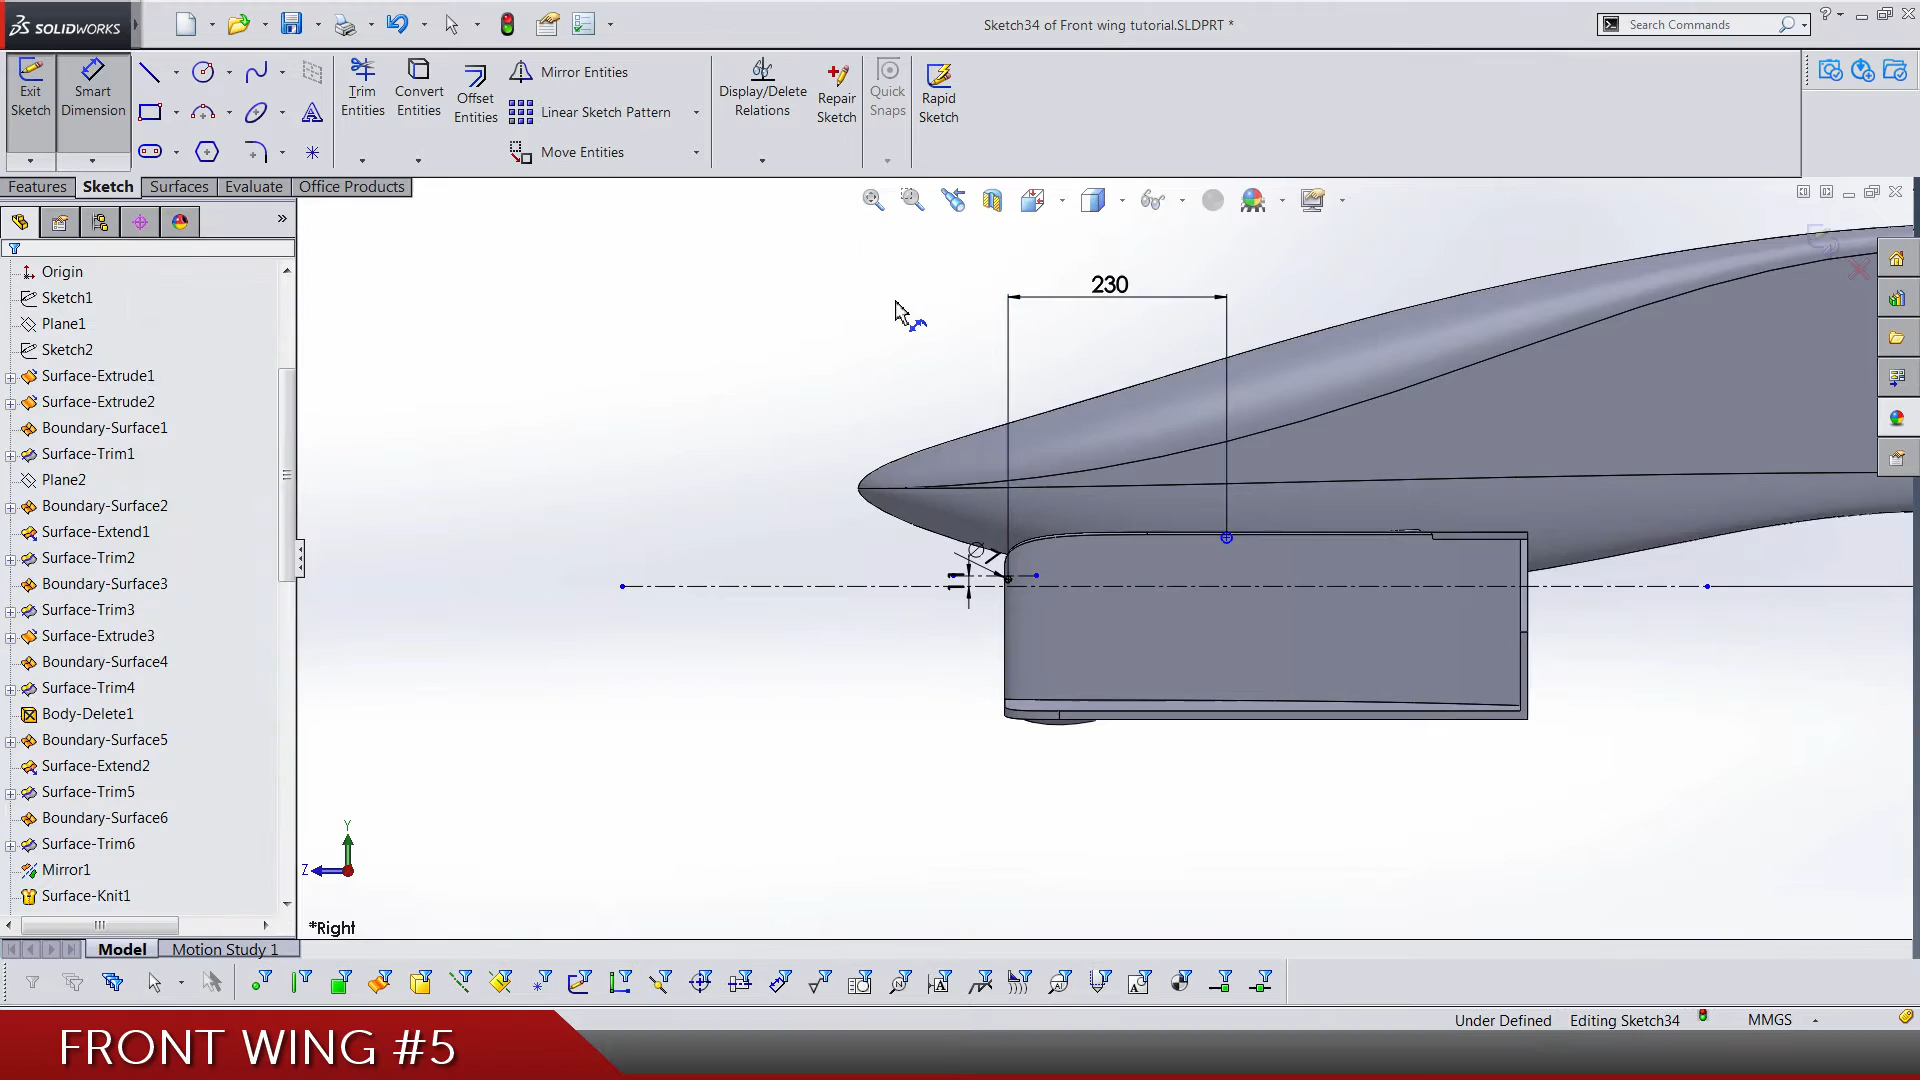 SOLIDWORKS
Sketch34 of Front wing tutorial.SLDPRT *
Search Commands
Exit Sketch
Smart Dimension
Trim Entities
Convert Entities
Offset Entities
Mirror Entities
Linear Sketch Pattern
Move Entities
Display/Delete Relations
Repair Sketch
Quick Snaps
Rapid Sketch
Features
Sketch
Surfaces
Evaluate
Office Products
Origin
Sketch1
Plane1
Sketch2
Surface-Extrude1
Surface-Extrude2
Boundary-Surface1
Surface-Trim1
Plane2
Boundary-Surface2
Surface-Extend1
Surface-Trim2
Boundary-Surface3
Surface-Trim3
Surface-Extrude3
Boundary-Surface4
Surface-Trim4
Body-Delete1
Boundary-Surface5
Surface-Extend2
Surface-Trim5
Boundary-Surface6
Surface-Trim6
Mirror1
Surface-Knit1
230
11
Y
Z
*Right
Model
Motion Study 1
Under Defined
Editing Sketch34
MMGS
FRONT WING #5